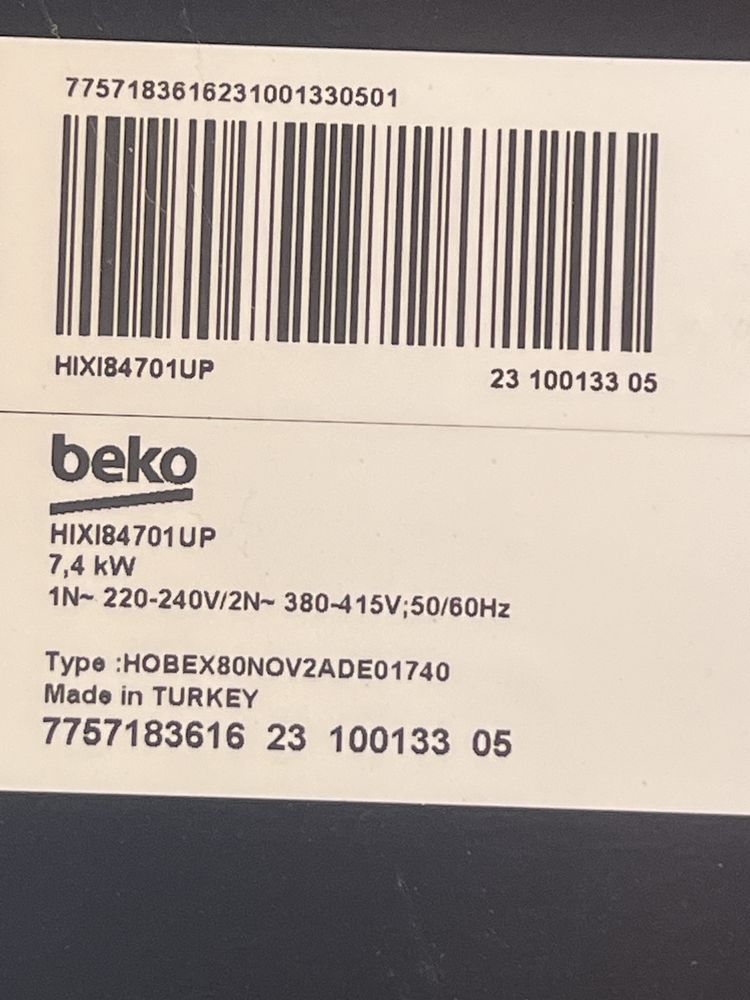 7757183616231001330501
HIXI84701UP
23 100133 05
beko
HIXI84701UP
7,4 kW
1N~ 220-240V/2N~ 380-415V;50/60Hz
Type :HOBEX80NOV2ADE01740
Made in TURKEY
7757183616 23 100133 05